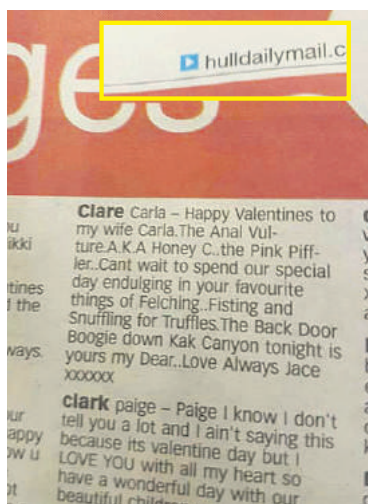 ges
hulldailymail.c
Clare Carla – Happy Valentines to
my wife Carla.The Anal Vul-
ture.A.K.A Honey C..the Pink Piff-
ler..Cant wait to spend our special
day endulging in your favourite
things of Felching..Fisting and
Snuffling for Truffles.The Back Door
Boogie down Kak Canyon tonight is
yours my Dear..Love Always Jace
xxxxxx
clark paige – Paige I know I don't
tell you a lot and I ain't saying this
because its valentine day but I
LOVE YOU with all my heart so
have a wonderful day with our
beautiful children
ikki
tines
d the
ways.
ur
appy
ow u